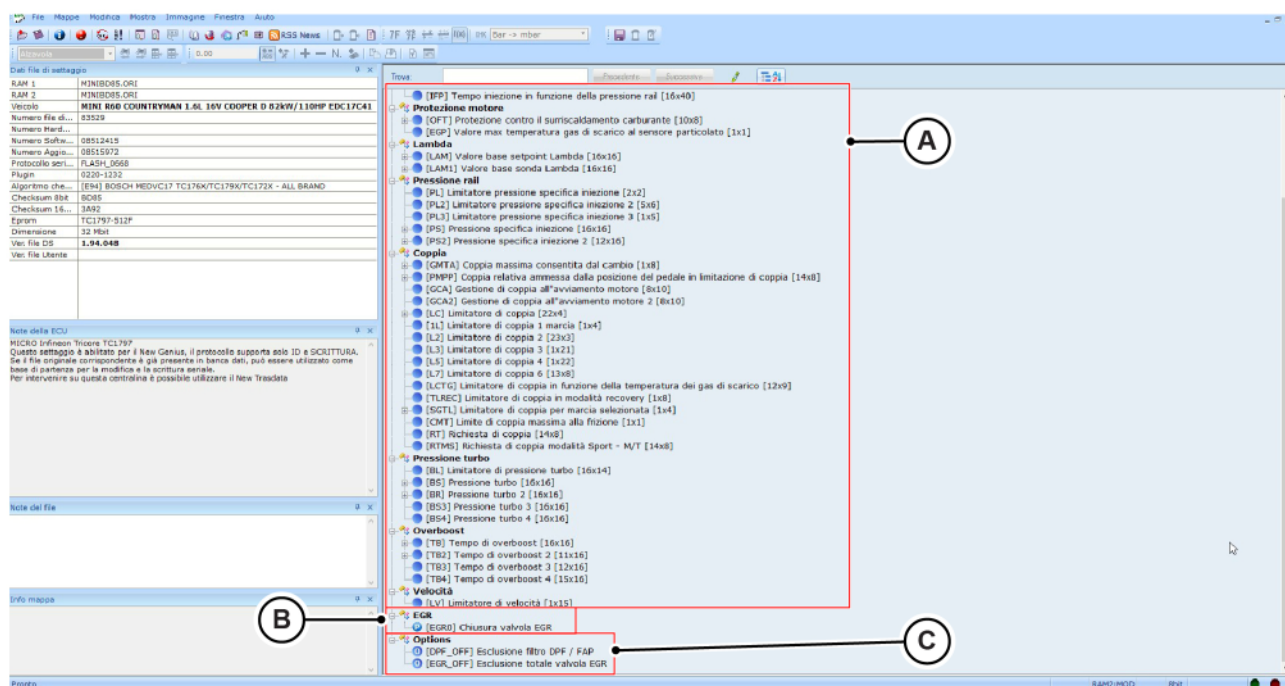 File Mappe Modifica Mostra Immagine Finestra Aiuto
RSS News 7F 0% Ber -> mber
Alzavola 0.00 N.
Dati file di settaggio
RAM 1 MINIBD85.ORI
RAM 2 MINIBD85.ORI
Veicolo MINI R60 COUNTRYMAN 1.6L 16V COOPER D 82kW/110HP EDC17C41
Numero file di... 83529
Numero Hard...
Numero Softw... 08512415
Numero Aggio... 08515972
Protocollo seri... FLASH_0668
Plugin 0220-1232
Algoritmo che... [E94] BOSCH MEDVC17 TC176X/TC179X/TC172X - ALL BRAND
Checksum 8bit BD85
Checksum 16... 3A92
Eprom TC1797-512F
Dimensione 32 Mbit
Ver. file DS 1.94.048
Ver. file Utente
Note della ECU
MICRO Infineon Tricore TC1797
Questo settaggio è abilitato per il New Genius, il protocollo supporta solo ID e SCRITTURA.
Se il file originale corrispondente è già presente in banca dati, può essere utilizzato come
base di partenza per la modifica e la scrittura seriale.
Per intervenire su questa centralina è possibile utilizzare il New Trasdata
Note del file
Info mappa
Trova: Precedente Successivo
[IFP] Tempo iniezione in funzione della pressione rail [16x40]
Protezione motore
[OFT] Protezione contro il surriscaldamento carburante [10x8]
[EGP] Valore max temperatura gas di scarico al sensore particolato [1x1]
Lambda
[LAM] Valore base setpoint Lambda [16x16]
[LAM1] Valore base sonda Lambda [16x16]
Pressione rail
[PL] Limitatore pressione specifica iniezione [2x2]
[PL2] Limitatore pressione specifica iniezione 2 [5x6]
[PL3] Limitatore pressione specifica iniezione 3 [1x5]
[PS] Pressione specifica iniezione [16x16]
[PS2] Pressione specifica iniezione 2 [12x16]
Coppia
[GMTA] Coppia massima consentita dal cambio [1x8]
[PMPP] Coppia relativa ammessa dalla posizione del pedale in limitazione di coppia [14x8]
[GCA] Gestione di coppia all"avviamento motore [8x10]
[GCA2] Gestione di coppia all"avviamento motore 2 [8x10]
[LC] Limitatore di coppia [22x4]
[1L] Limitatore di coppia 1 marcia [1x4]
[L2] Limitatore di coppia 2 [23x3]
[L3] Limitatore di coppia 3 [1x21]
[L5] Limitatore di coppia 4 [1x22]
[L7] Limitatore di coppia 6 [13x8]
[LCTG] Limitatore di coppia in funzione della temperatura dei gas di scarico [12x9]
[TLREC] Limitatore di coppia in modalità recovery [1x8]
[SGTL] Limitatore di coppia per marcia selezionata [1x4]
[CMT] Limite di coppia massima alla frizione [1x1]
[RT] Richiesta di coppia [14x8]
[RTMS] Richiesta di coppia modalità Sport - M/T [14x8]
Pressione turbo
[BL] Limitatore di pressione turbo [16x14]
[BS] Pressione turbo [16x16]
[BR] Pressione turbo 2 [16x16]
[BS3] Pressione turbo 3 [16x16]
[BS4] Pressione turbo 4 [16x16]
Overboost
[TB] Tempo di overboost [16x16]
[TB2] Tempo di overboost 2 [11x16]
[TB3] Tempo di overboost 3 [12x16]
[TB4] Tempo di overboost 4 [15x16]
Velocità
[LV] Limitatore di velocità [1x15]
EGR
[EGR0] Chiusura valvola EGR
Options
[DPF_OFF] Esclusione filtro DPF / FAP
[EGR_OFF] Esclusione totale valvola EGR
A
B
C
Pronto RAM2:MOD 8bit